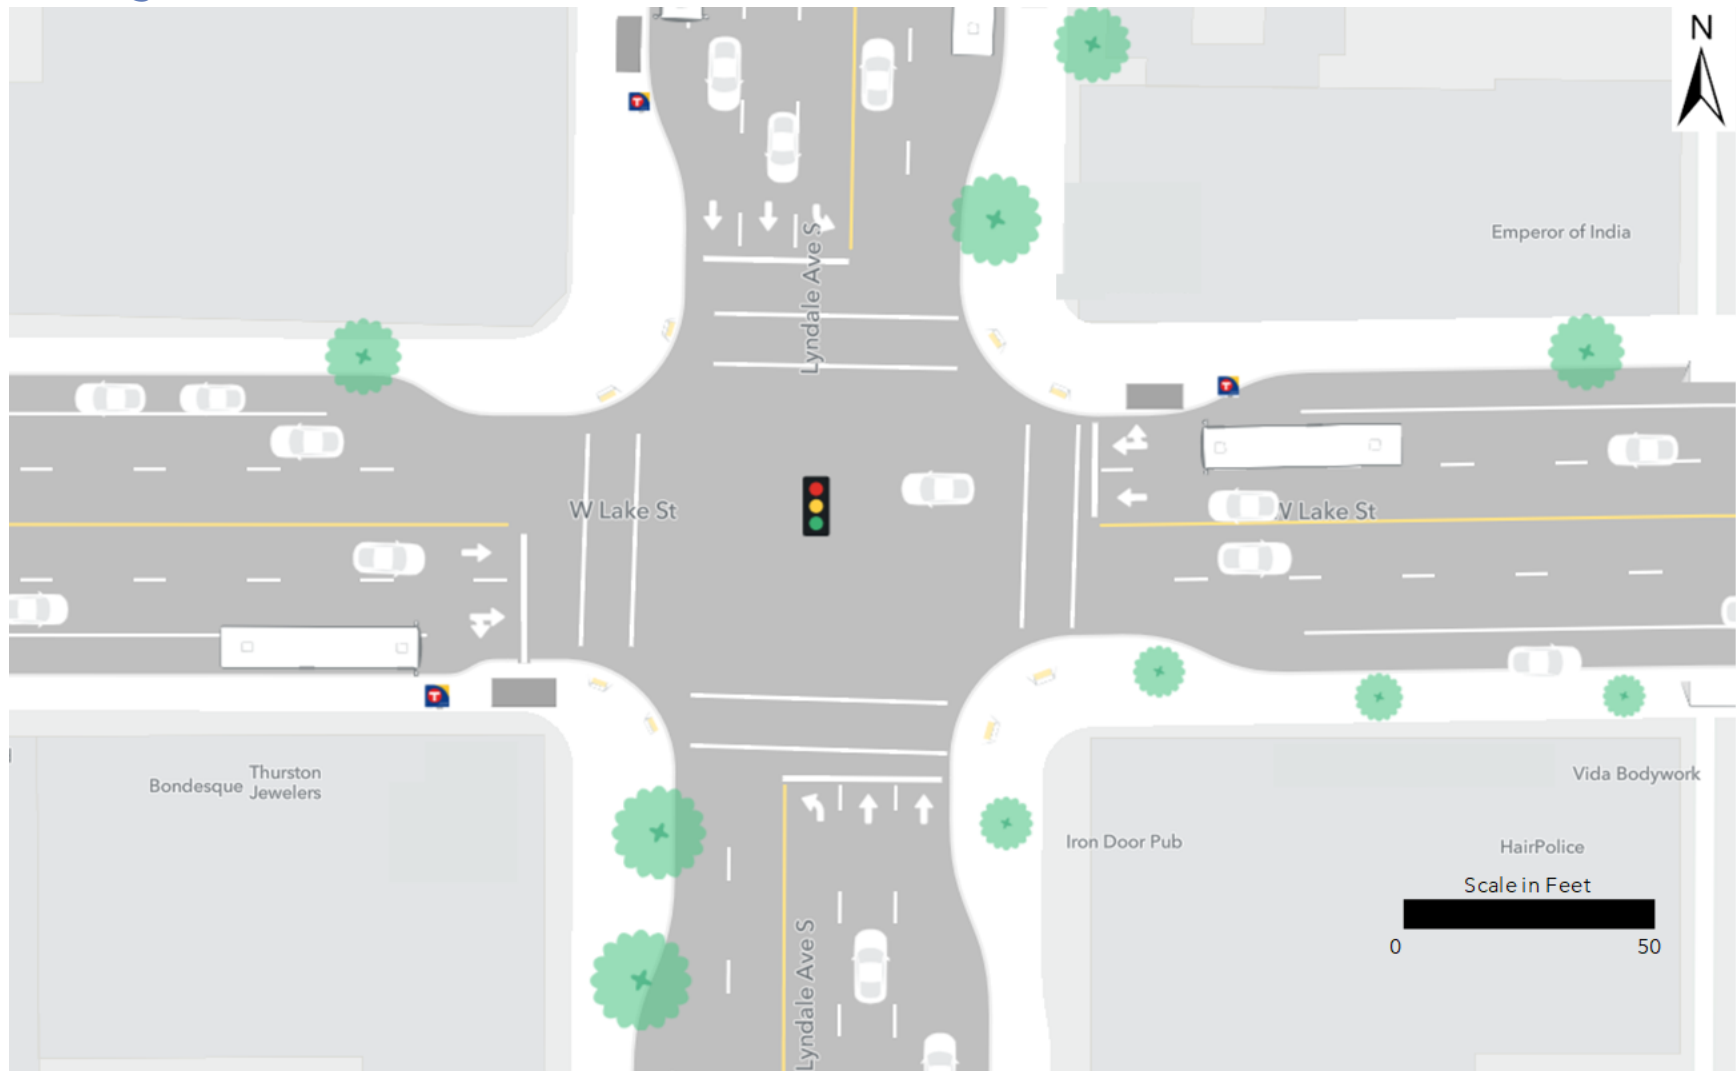 N
Emperor of India
Lyndale Ave S
W Lake St
W Lake St
T
T
T
Bondesque
Thurston
Jewelers
Vida Bodywork
Iron Door Pub
HairPolice
Scale in Feet
0
50
Lyndale Ave S